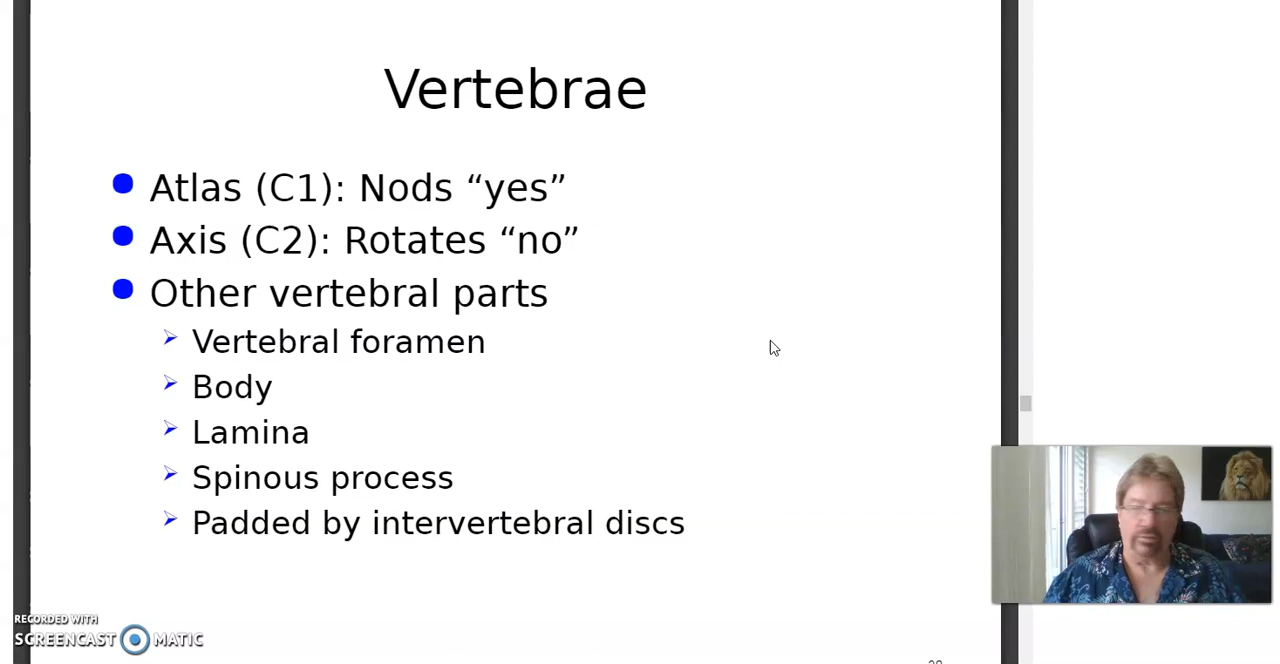 Vertebrae
Atlas (C1): Nods “yes”
Axis (C2): Rotates “no”
Other vertebral parts
Vertebral foramen
Body
Lamina
Spinous process
Padded by intervertebral discs
RECORDED WITH
SCREENCAST MATIC